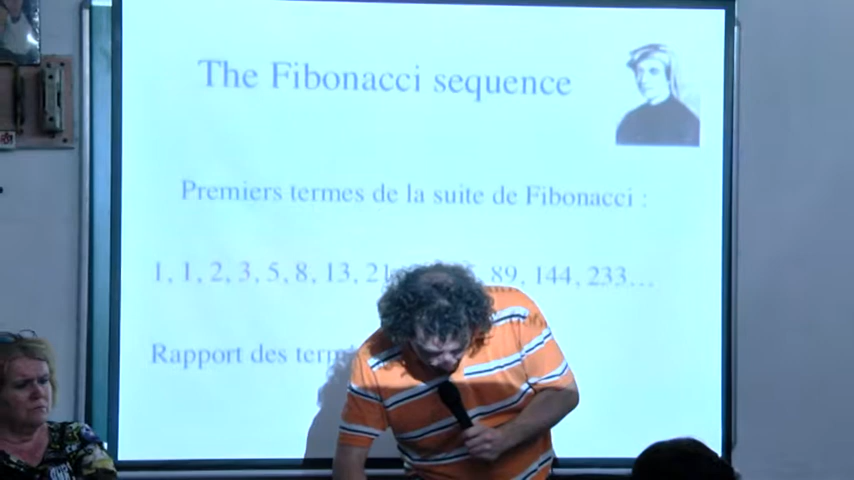 The Fibonacci sequence
Premiers termes de la suite de Fibonacci :
1, 1, 2, 3, 5, 8, 13, 21 89, 144, 233...
Rapport des